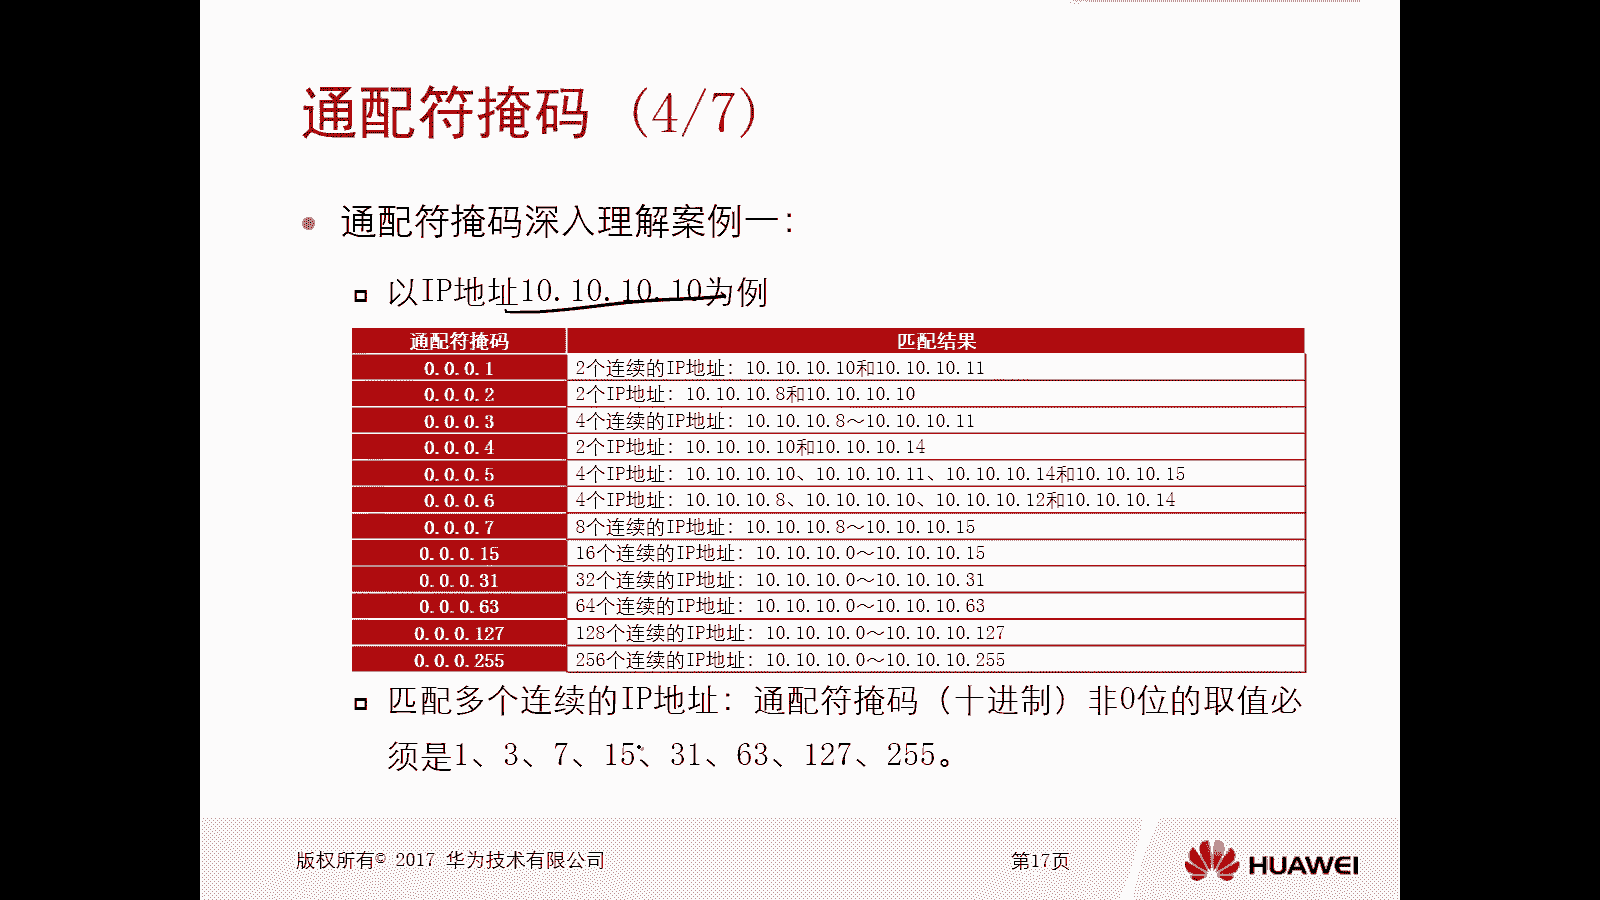 通配符掩码 (4/7)
通配符掩码深入理解案例一：
以IP地址10.10.10.10为例
通配符掩码 匹配结果
0.0.0.1 2个连续的IP地址：10.10.10.10和10.10.10.11
0.0.0.2 2个IP地址：10.10.10.8和10.10.10.10
0.0.0.3 4个连续的IP地址：10.10.10.8～10.10.10.11
0.0.0.4 2个IP地址：10.10.10.10和10.10.10.14
0.0.0.5 4个IP地址：10.10.10.10、10.10.10.11、10.10.10.14和10.10.10.15
0.0.0.6 4个IP地址：10.10.10.8、10.10.10.10、10.10.10.12和10.10.10.14
0.0.0.7 8个连续的IP地址：10.10.10.8～10.10.10.15
0.0.0.15 16个连续的IP地址：10.10.10.0～10.10.10.15
0.0.0.31 32个连续的IP地址：10.10.10.0～10.10.10.31
0.0.0.63 64个连续的IP地址：10.10.10.0～10.10.10.63
0.0.0.127 128个连续的IP地址：10.10.10.0～10.10.10.127
0.0.0.255 256个连续的IP地址：10.10.10.0～10.10.10.255
匹配多个连续的IP地址：通配符掩码（十进制）非0位的取值必
须是1、3、7、15、31、63、127、255。
版权所有© 2017 华为技术有限公司
第17页
HUAWEI